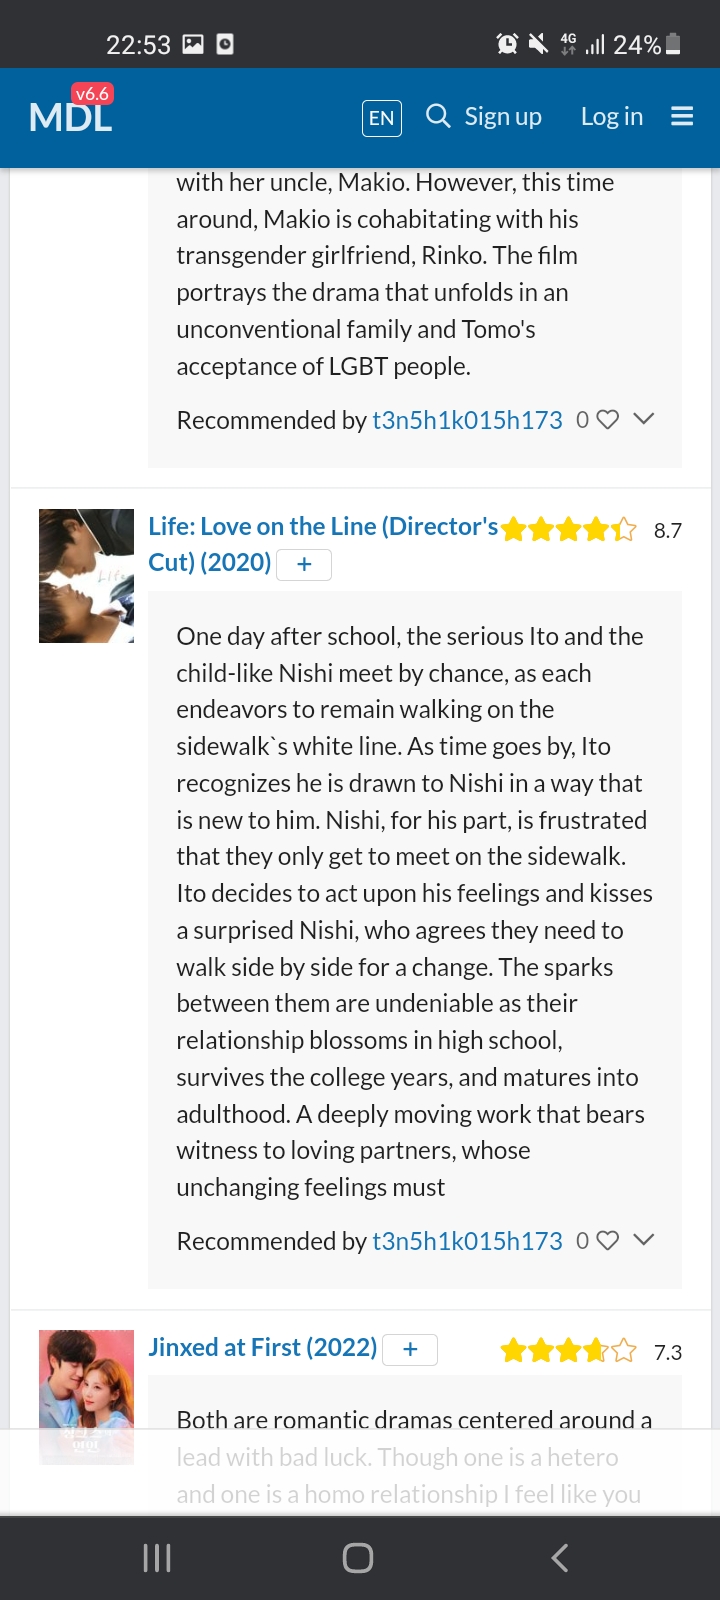 22:53
4G
24%
MDL
v6.6
EN
Sign up
Log in
with her uncle, Makio. However, this time
around, Makio is cohabitating with his
transgender girlfriend, Rinko. The film
portrays the drama that unfolds in an
unconventional family and Tomo's
acceptance of LGBT people.
Recommended by t3n5h1k015h173 0
Life: Love on the Line (Director's
Cut) (2020) +
8.7
Life
One day after school, the serious Ito and the
child-like Nishi meet by chance, as each
endeavors to remain walking on the
sidewalk`s white line. As time goes by, Ito
recognizes he is drawn to Nishi in a way that
is new to him. Nishi, for his part, is frustrated
that they only get to meet on the sidewalk.
Ito decides to act upon his feelings and kisses
a surprised Nishi, who agrees they need to
walk side by side for a change. The sparks
between them are undeniable as their
relationship blossoms in high school,
survives the college years, and matures into
adulthood. A deeply moving work that bears
witness to loving partners, whose
unchanging feelings must
Recommended by t3n5h1k015h173 0
Jinxed at First (2022) +
7.3
Both are romantic dramas centered around a
lead with bad luck. Though one is a hetero
and one is a homo relationship I feel like you